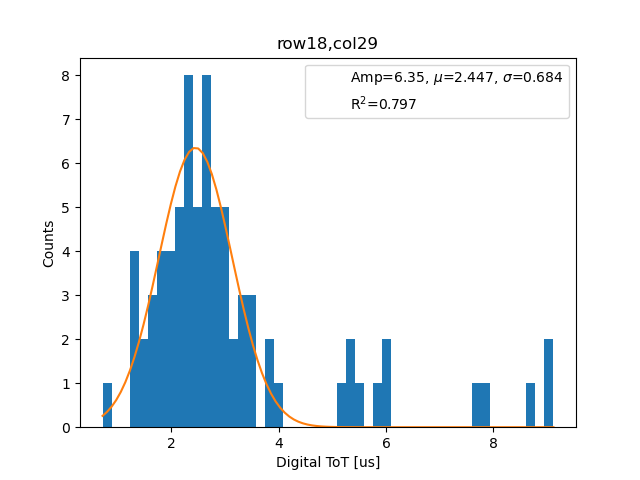 row18,col29
Amp=6.35, μ=2.447, σ=0.684
R²=0.797
Counts
8
7
6
5
4
3
2
1
0
2 4 6 8
Digital ToT [us]